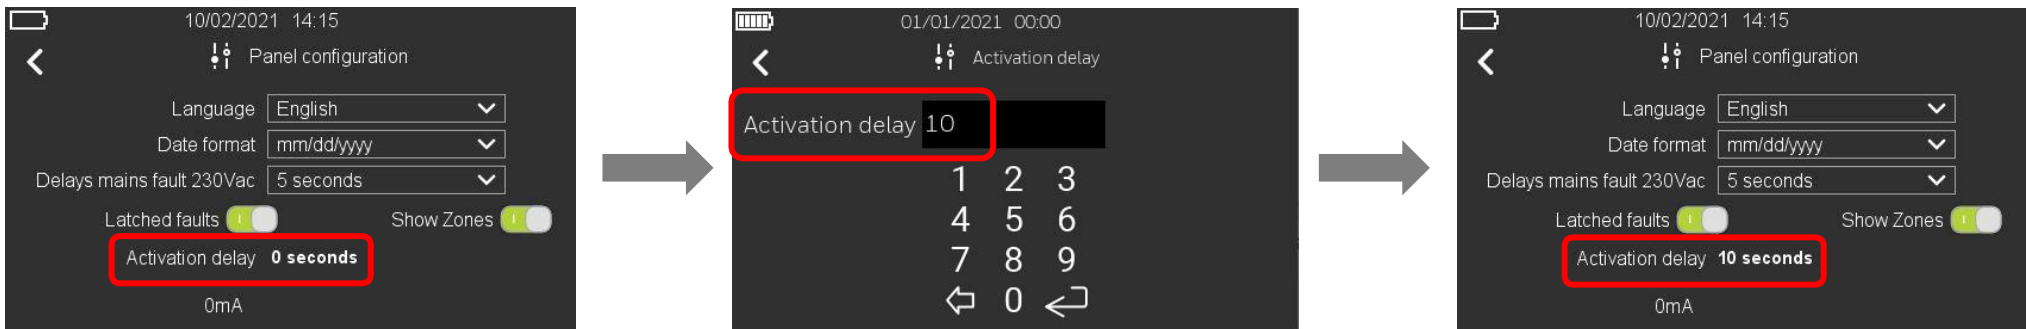 10/02/2021 14:15
Panel configuration
Language English
Date format mm/dd/yyyy
Delays mains fault 230Vac 5 seconds
Latched faults Show Zones
Activation delay 0 seconds
0mA
01/01/2021 00:00
Activation delay
Activation delay 10
1 2 3
4 5 6
7 8 9
0
10/02/2021 14:15
Panel configuration
Language English
Date format mm/dd/yyyy
Delays mains fault 230Vac 5 seconds
Latched faults Show Zones
Activation delay 10 seconds
0mA